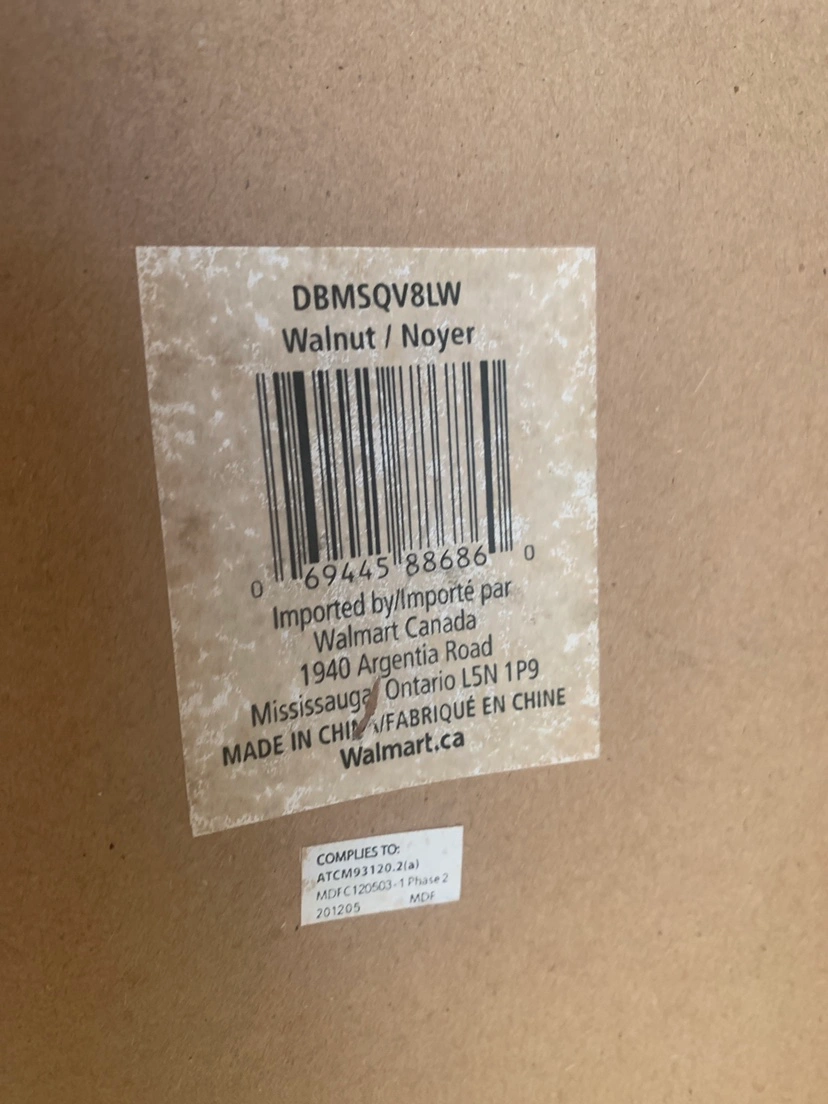 DBMSQV8LW
Walnut / Noyer
0 69445 88686 0
Imported by/Importé par
Walmart Canada
1940 Argentia Road
Mississauga Ontario L5N 1P9
MADE IN CHINA/FABRIQUÉ EN CHINE
Walmart.ca
COMPLIES TO:
ATCM93120.2(a)
MDFC120503-1 Phase 2
201205 MDF